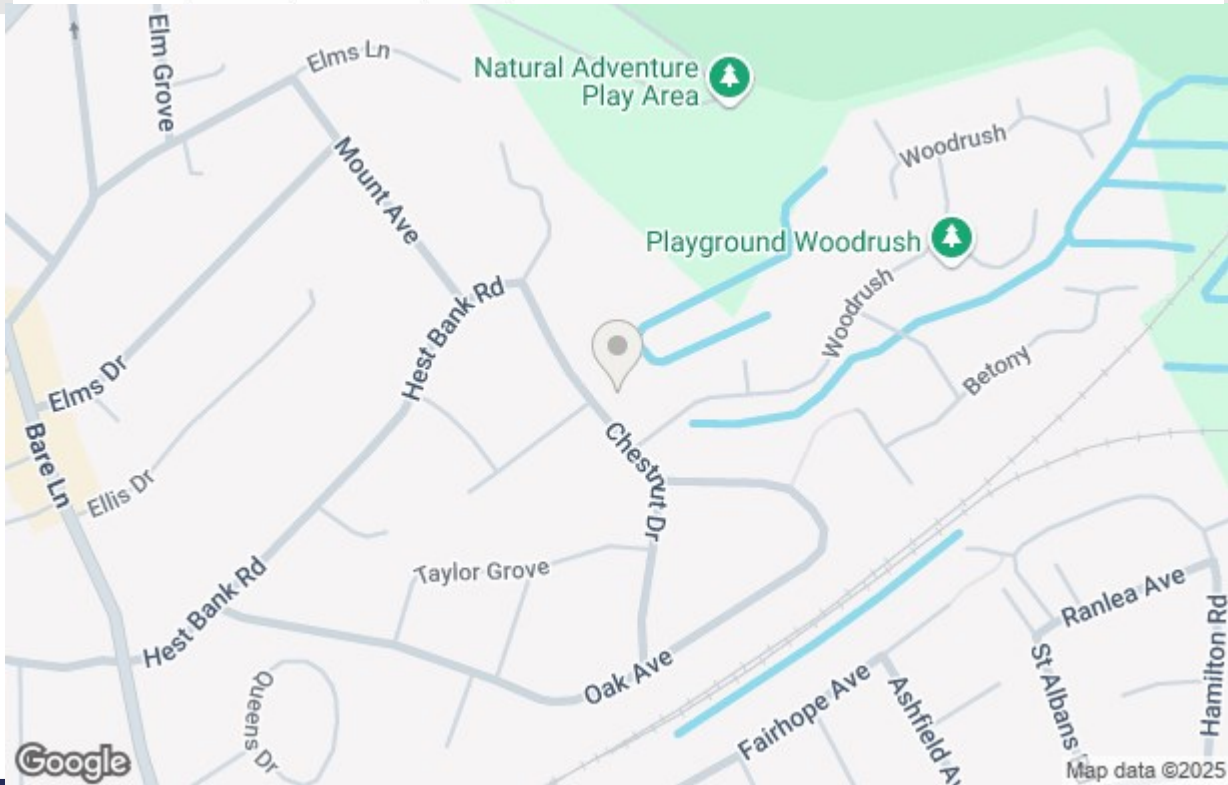 Elm Grove
Elms Ln
Natural Adventure
Play Area
Woodrush
Mount Ave
Playground Woodrush
Hest Bank Rd
Woodrush
Elms Dr
Betony
Bare Ln
Ellis Dr
Chestnut Dr
Taylor Grove
Hest Bank Rd
Ranlea Ave
Oak Ave
Queens Dr
Fairhope Ave
Ashfield Av
St Albans
Hamilton Rd
Google
Map data ©2025